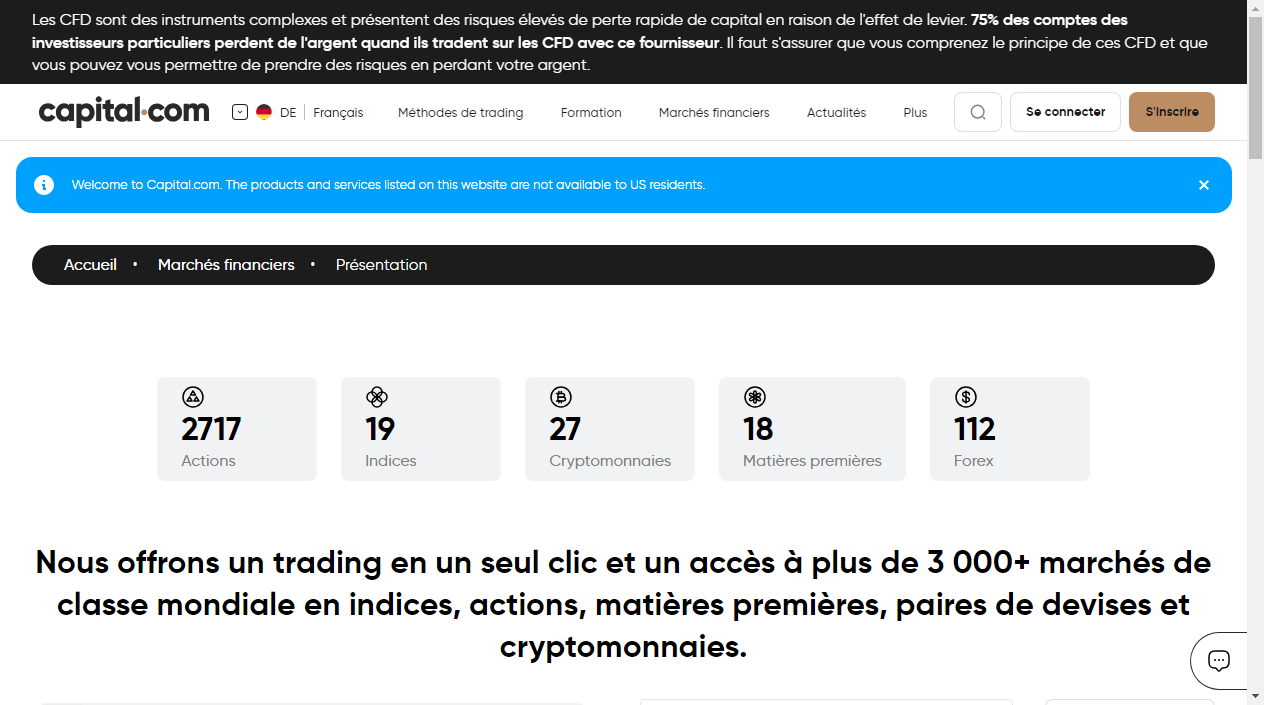 Les CFD sont des instruments complexes et présentent des risques élevés de perte rapide de capital en raison de l'effet de levier. 75% des comptes des
investisseurs particuliers perdent de l'argent quand ils tradent sur les CFD avec ce fournisseur. Il faut s'assurer que vous comprenez le principe de ces CFD et que
vous pouvez vous permettre de prendre des risques en perdant votre argent.
capital.com DE Français Méthodes de trading Formation Marchés financiers Actualités Plus Se connecter S'inscrire
Welcome to Capital.com. The products and services listed on this website are not available to US residents.
Accueil • Marchés financiers • Présentation
2717 19 27 18 112
Actions Indices Cryptomonnaies Matières premières Forex
Nous offrons un trading en un seul clic et un accès à plus de 3 000+ marchés de
classe mondiale en indices, actions, matières premières, paires de devises et
cryptomonnaies.